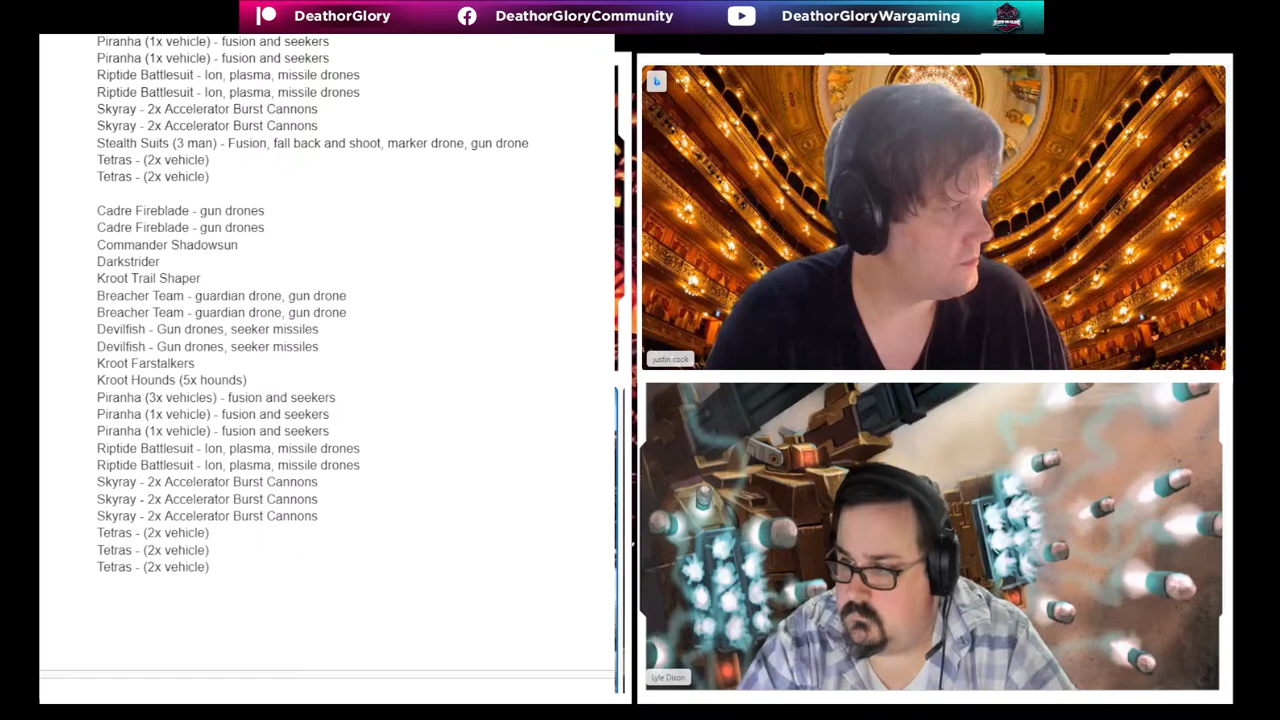 DeathorGlory
DeathorGloryCommunity
DeathorGloryWargaming
Piranha (1x vehicle) - fusion and seekers
Piranha (1x vehicle) - fusion and seekers
Riptide Battlesuit - Ion, plasma, missile drones
Riptide Battlesuit - Ion, plasma, missile drones
Skyray - 2x Accelerator Burst Cannons
Skyray - 2x Accelerator Burst Cannons
Stealth Suits (3 man) - Fusion, fall back and shoot, marker drone, gun drone
Tetras - (2x vehicle)
Tetras - (2x vehicle)
Cadre Fireblade - gun drones
Cadre Fireblade - gun drones
Commander Shadowsun
Darkstrider
Kroot Trail Shaper
Breacher Team - guardian drone, gun drone
Breacher Team - guardian drone, gun drone
Devilfish - Gun drones, seeker missiles
Devilfish - Gun drones, seeker missiles
Kroot Farstalkers
Kroot Hounds (5x hounds)
Piranha (3x vehicles) - fusion and seekers
Piranha (1x vehicle) - fusion and seekers
Piranha (1x vehicle) - fusion and seekers
Riptide Battlesuit - Ion, plasma, missile drones
Riptide Battlesuit - Ion, plasma, missile drones
Skyray - 2x Accelerator Burst Cannons
Skyray - 2x Accelerator Burst Cannons
Skyray - 2x Accelerator Burst Cannons
Tetras - (2x vehicle)
Tetras - (2x vehicle)
Tetras - (2x vehicle)
b
justin cook
Lyle Dixon